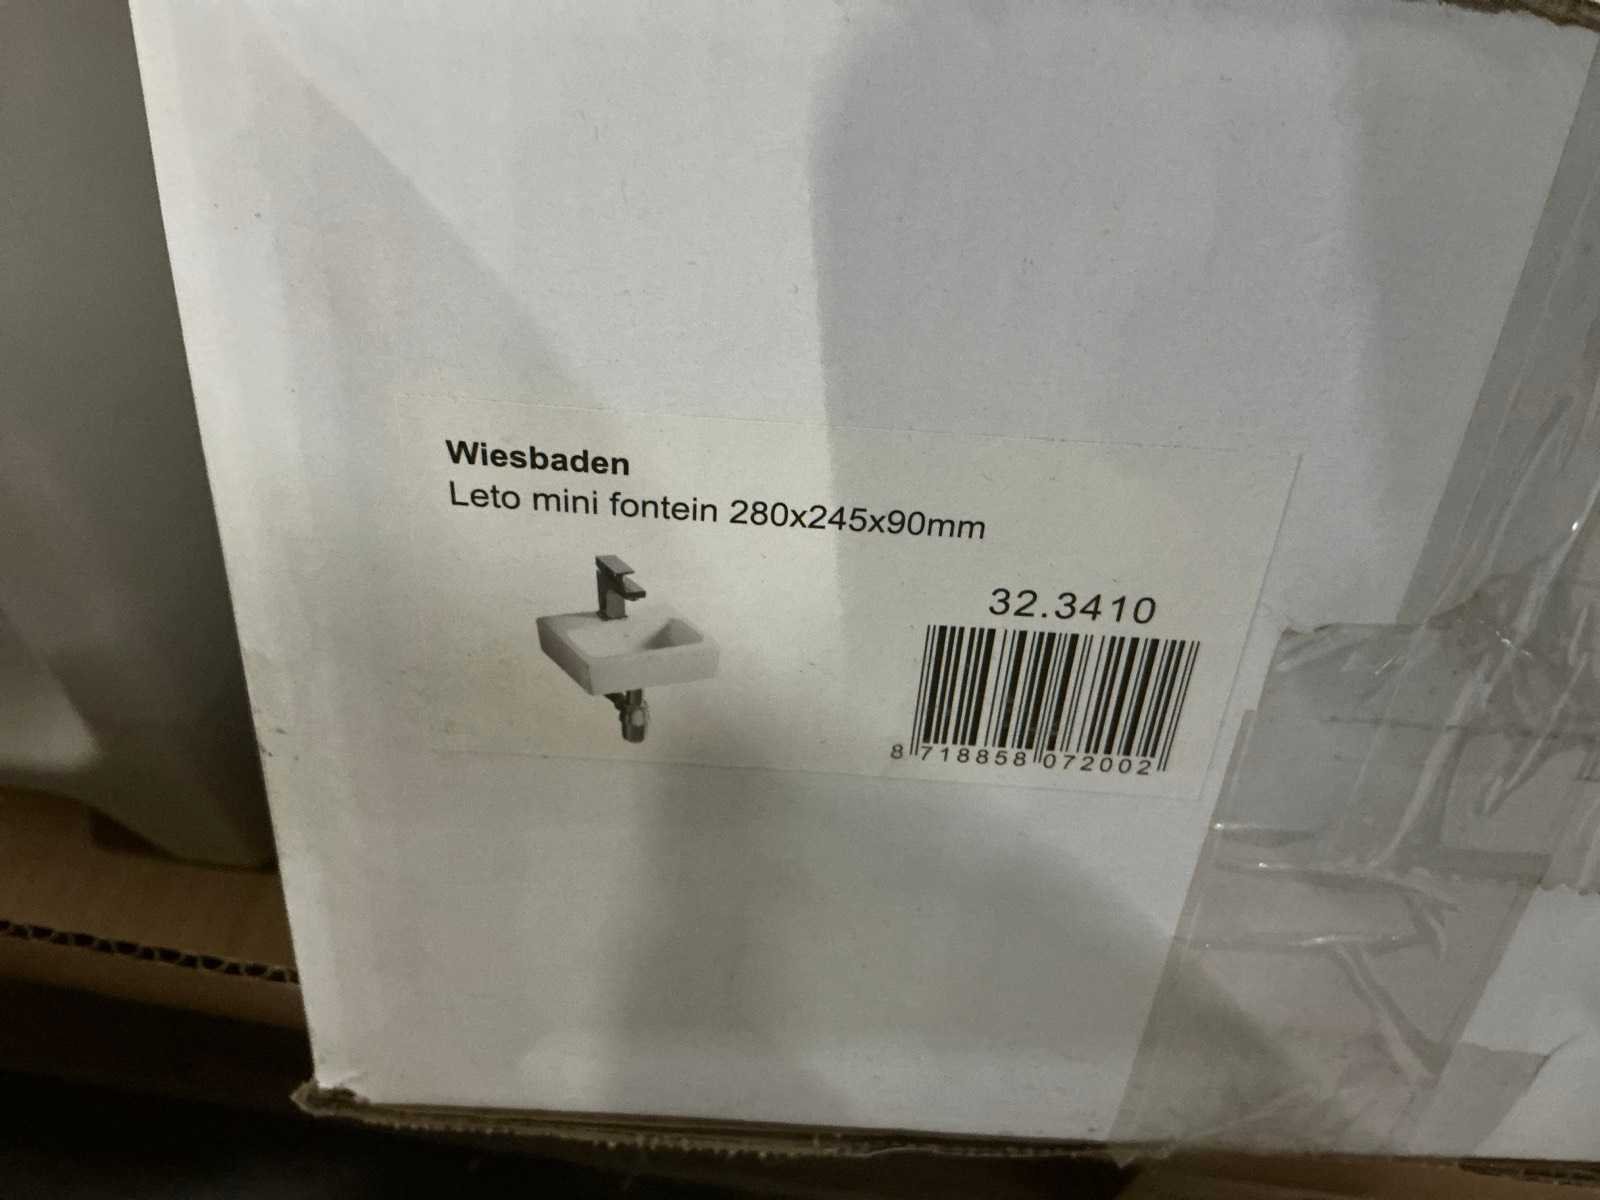 Wiesbaden
Leto mini fontein 280x245x90mm
32.3410
8 718858 072002